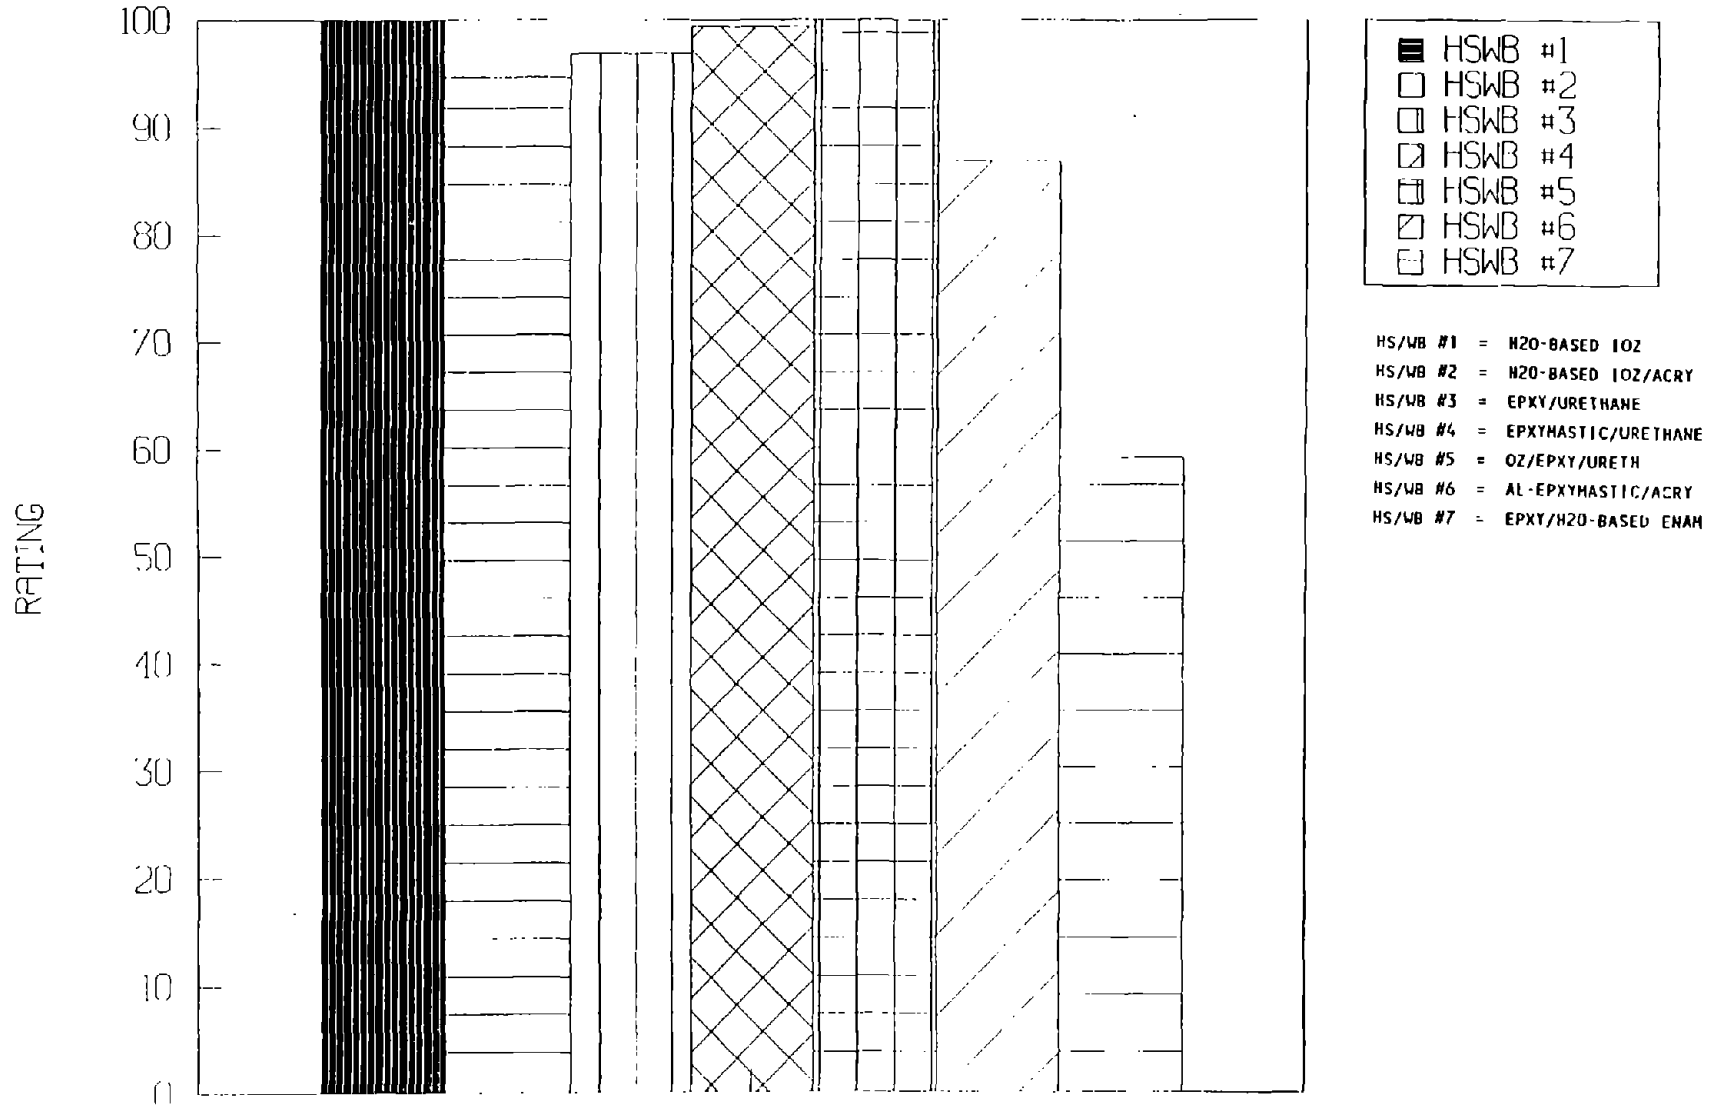 RATING
100
90
80
70
60
50
40
30
20
10
0
HSWB #1
HSWB #2
HSWB #3
HSWB #4
HSWB #5
HSWB #6
HSWB #7
HS/WB #1 = H2O-BASED IOZ
HS/WB #2 = H2O-BASED IOZ/ACRY
HS/WB #3 = EPXY/URETHANE
HS/WB #4 = EPXYMASTIC/URETHANE
HS/WB #5 = OZ/EPXY/URETH
HS/WB #6 = AL-EPXYMASTIC/ACRY
HS/WB #7 = EPXY/H2O-BASED ENAM